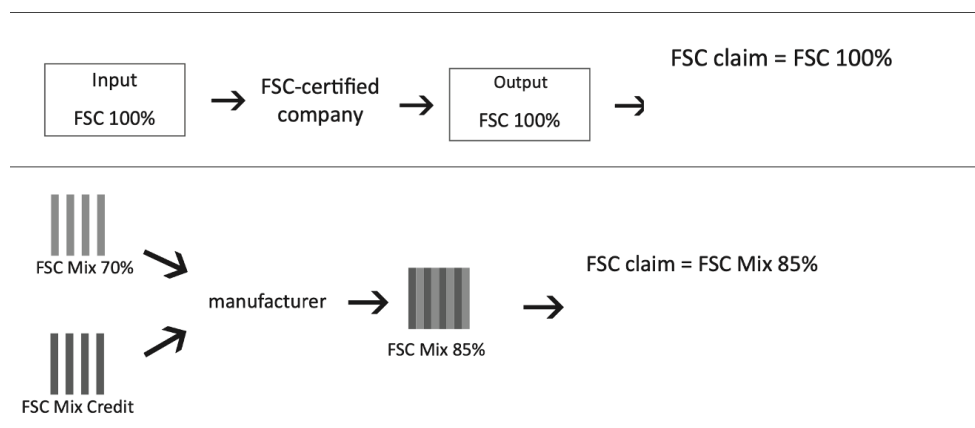 Input
FSC 100%
FSC-certified
company
Output
FSC 100%
FSC claim = FSC 100%
FSC Mix 70%
FSC Mix Credit
manufacturer
FSC Mix 85%
FSC claim = FSC Mix 85%